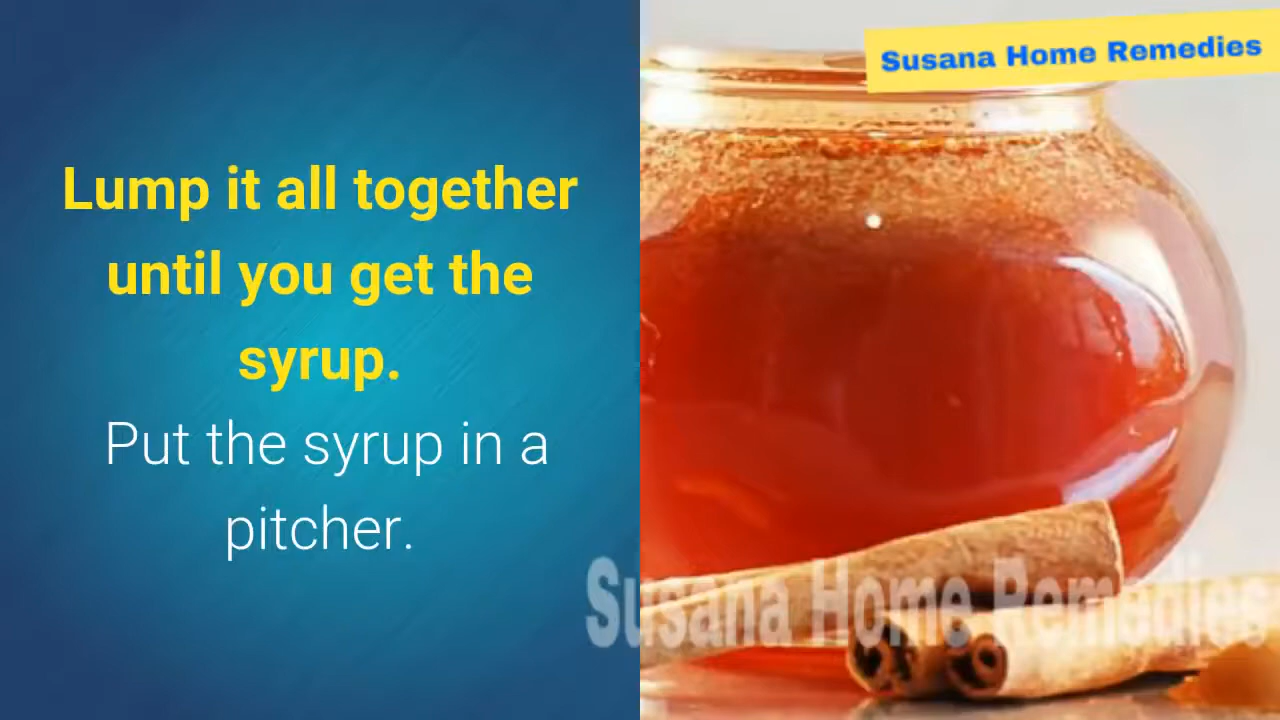 Susana Home Remedies
Lump it all together
until you get the
syrup.
Put the syrup in a
pitcher.
Susana Home Remedies